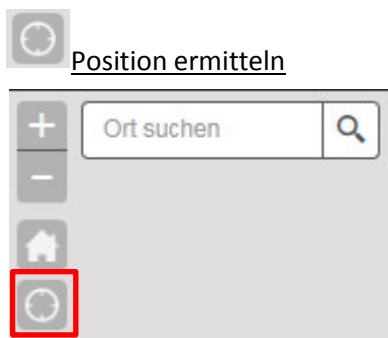 Position ermitteln
+
Ort suchen
−